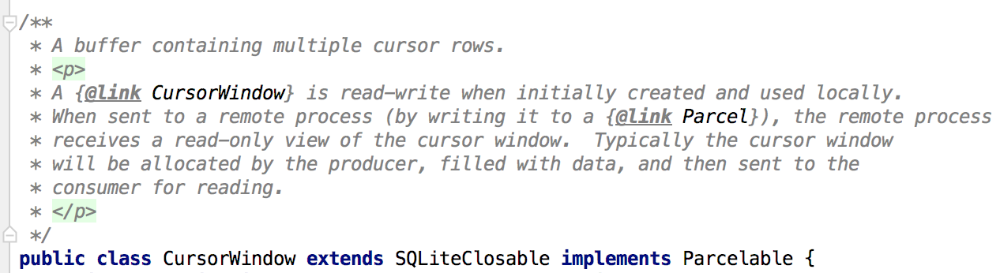 /**
 * A buffer containing multiple cursor rows.
 * <p>
 * A {@link CursorWindow} is read-write when initially created and used locally.
 * When sent to a remote process (by writing it to a {@link Parcel}), the remote process
 * receives a read-only view of the cursor window.  Typically the cursor window
 * will be allocated by the producer, filled with data, and then sent to the
 * consumer for reading.
 * </p>
 */
public class CursorWindow extends SQLiteClosable implements Parcelable {